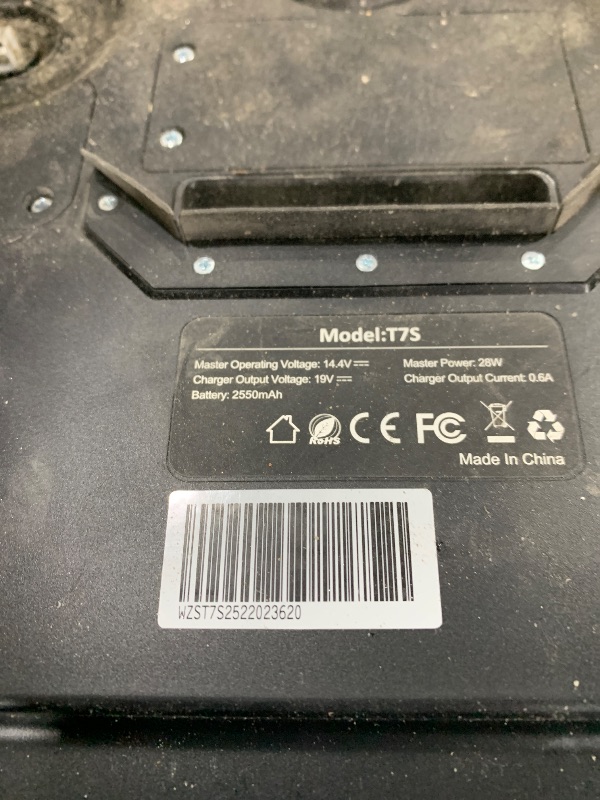 Model:T7S
Master Operating Voltage: 14.4V
Master Power: 28W
Charger Output Voltage: 19V
Charger Output Current: 0.6A
Battery: 2550mAh
RoHS CE FC
Made In China
WZST7S2522023620